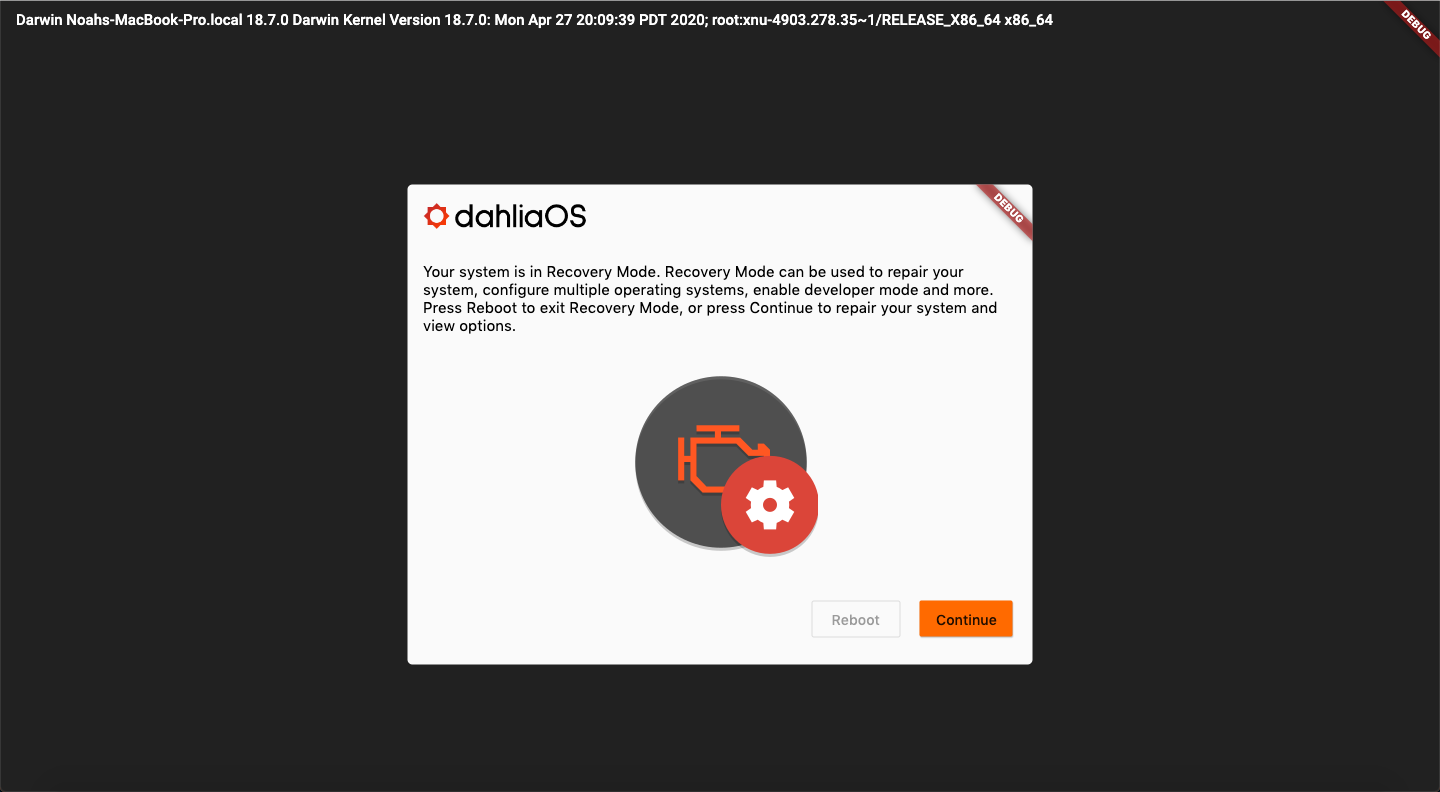 Darwin Noahs-MacBook-Pro.local 18.7.0 Darwin Kernel Version 18.7.0: Mon Apr 27 20:09:39 PDT 2020; root:xnu-4903.278.35~1/RELEASE_X86_64 x86_64
DEBUG
dahliaOS
DEBUG
Your system is in Recovery Mode. Recovery Mode can be used to repair your
system, configure multiple operating systems, enable developer mode and more.
Press Reboot to exit Recovery Mode, or press Continue to repair your system and
view options.
Reboot
Continue